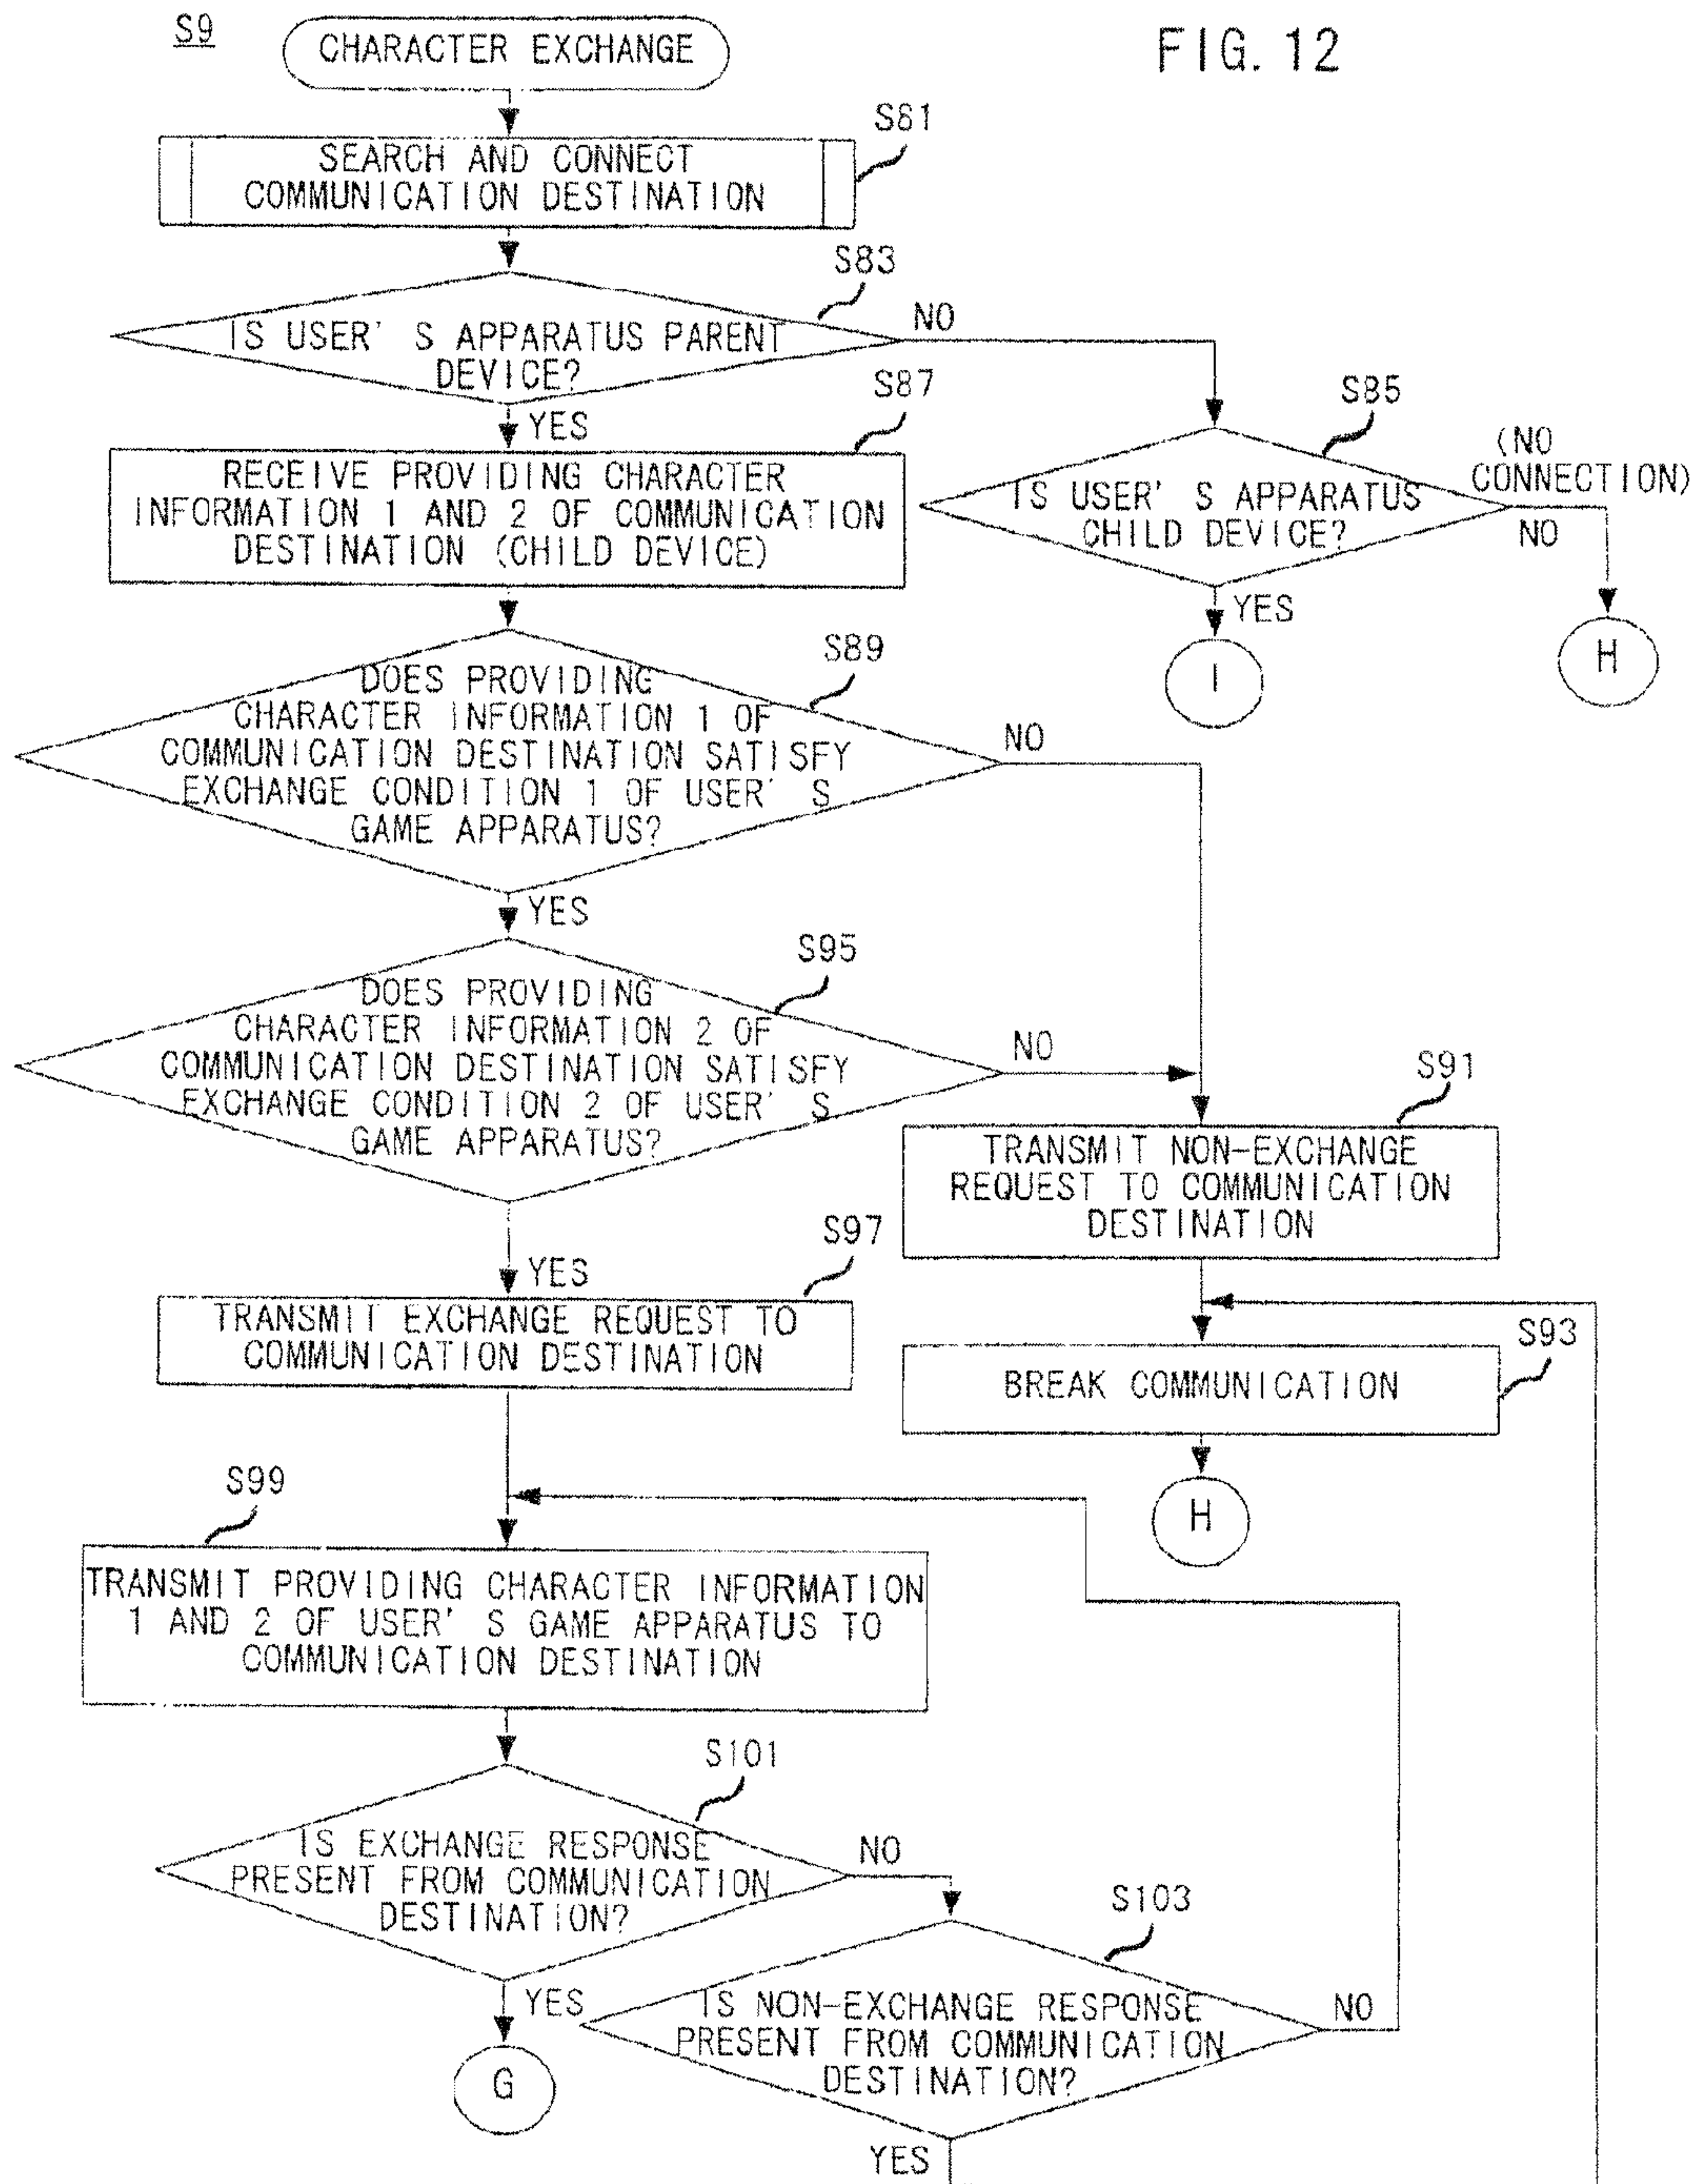 S9
CHARACTER EXCHANGE
FIG. 12
S81
SEARCH AND CONNECT
COMMUNICATION DESTINATION
S83
IS USER'S APPARATUS PARENT
DEVICE?
NO
YES
S87
RECEIVE PROVIDING CHARACTER
INFORMATION 1 AND 2 OF COMMUNICATION
DESTINATION (CHILD DEVICE)
S85
IS USER'S APPARATUS
CHILD DEVICE?
(NO
CONNECTION)
NO
YES
I
H
S89
DOES PROVIDING
CHARACTER INFORMATION 1 OF
COMMUNICATION DESTINATION SATISFY
EXCHANGE CONDITION 1 OF USER'S
GAME APPARATUS?
NO
YES
S95
DOES PROVIDING
CHARACTER INFORMATION 2 OF
COMMUNICATION DESTINATION SATISFY
EXCHANGE CONDITION 2 OF USER'S
GAME APPARATUS?
NO
YES
S91
TRANSMIT NON-EXCHANGE
REQUEST TO COMMUNICATION
DESTINATION
S97
TRANSMIT EXCHANGE REQUEST TO
COMMUNICATION DESTINATION
S93
BREAK COMMUNICATION
H
S99
TRANSMIT PROVIDING CHARACTER INFORMATION
1 AND 2 OF USER'S GAME APPARATUS TO
COMMUNICATION DESTINATION
S101
IS EXCHANGE RESPONSE
PRESENT FROM COMMUNICATION
DESTINATION?
NO
YES
G
S103
IS NON-EXCHANGE RESPONSE
PRESENT FROM COMMUNICATION
DESTINATION?
NO
YES